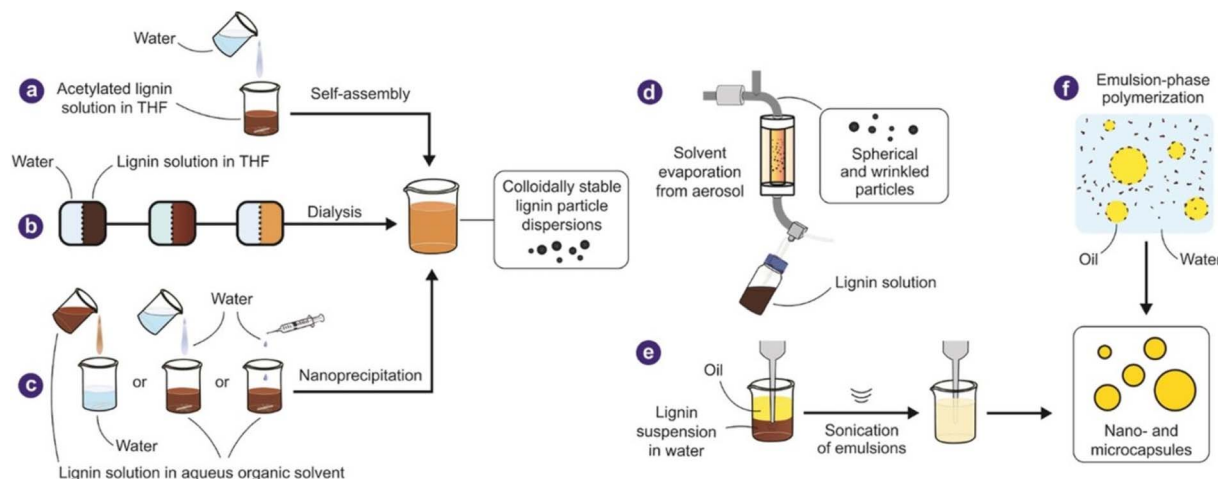 Water
a
Acetylated lignin
solution in THF
Self-assembly
Water
Lignin solution in THF
b
Dialysis
Colloidally stable
lignin particle
dispersions
Water
c
or
or
Nanoprecipitation
Water
Lignin solution in aqueus organic solvent
d
Solvent
evaporation
from aerosol
Spherical
and wrinkled
particles
Lignin solution
e
Oil
Lignin
suspension
in water
Sonication
of emulsions
f
Emulsion-phase
polymerization
Oil
Water
Nano- and
microcapsules